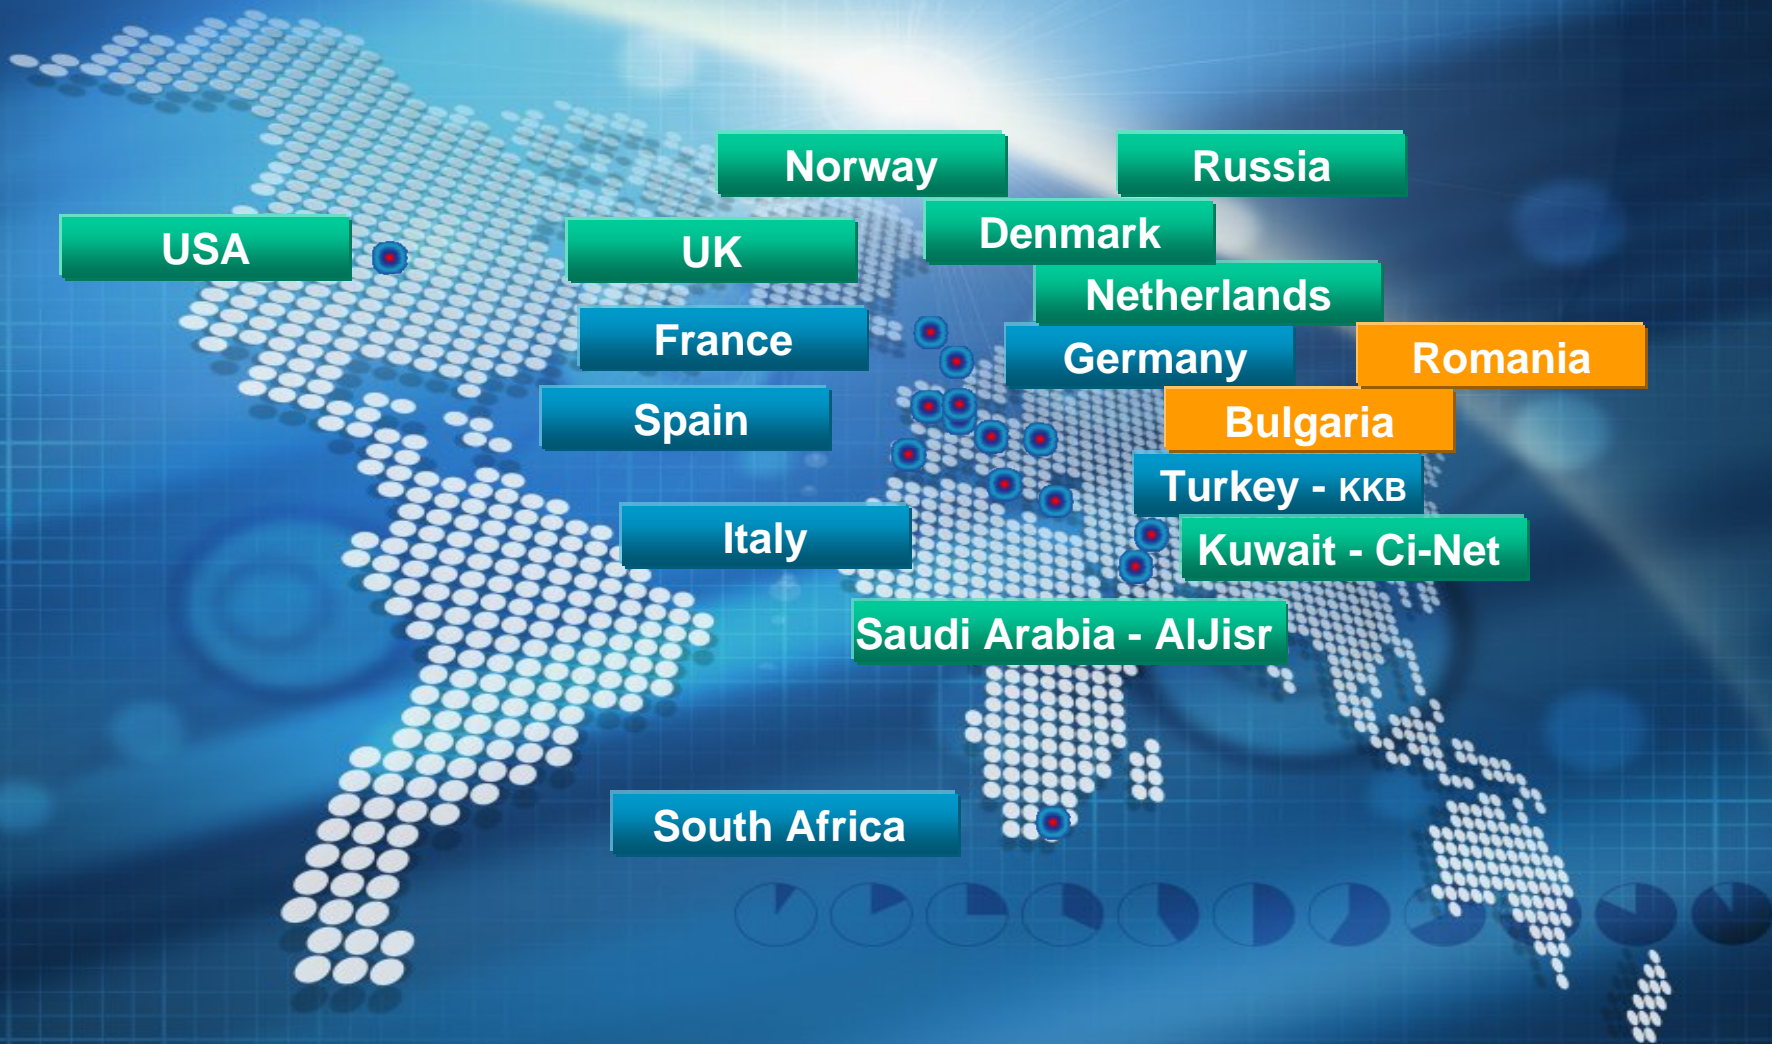 Norway
Russia
USA
UK
Denmark
Netherlands
France
Germany
Romania
Spain
Bulgaria
Turkey - KKB
Italy
Kuwait - Ci-Net
Saudi Arabia - AlJisr
South Africa